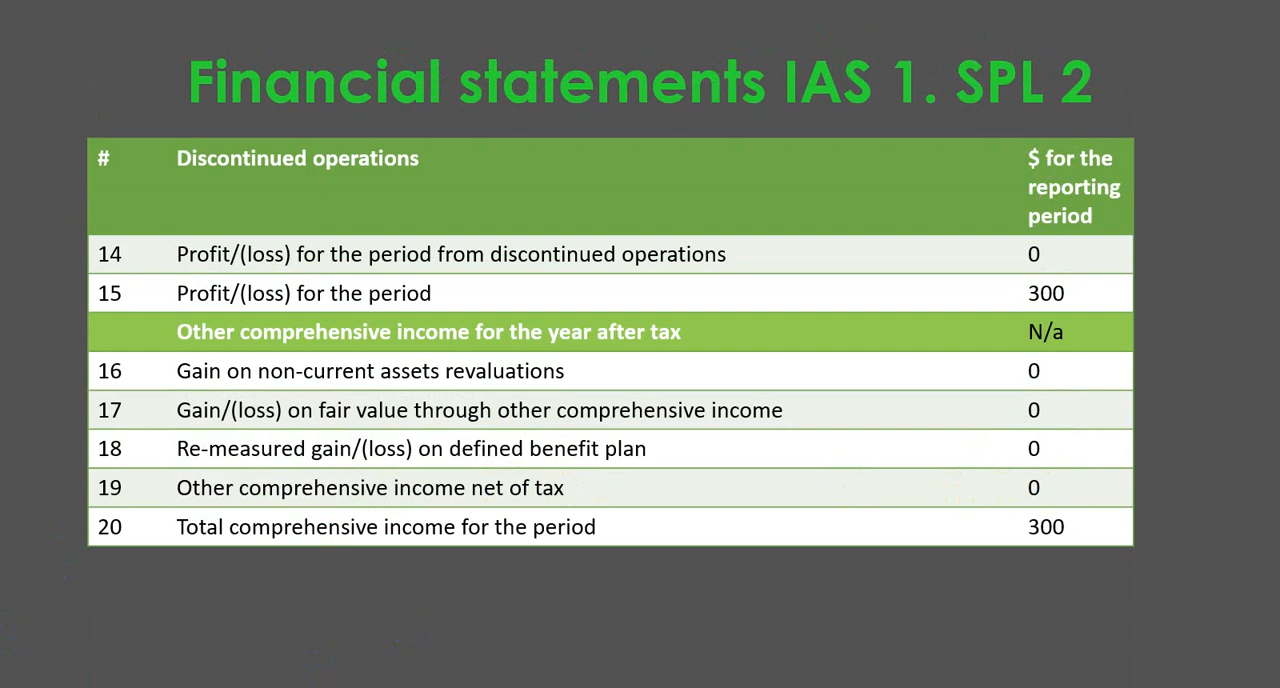 Financial statements IAS 1. SPL 2
# Discontinued operations $ for the
reporting
period
14 Profit/(loss) for the period from discontinued operations 0
15 Profit/(loss) for the period 300
Other comprehensive income for the year after tax N/a
16 Gain on non-current assets revaluations 0
17 Gain/(loss) on fair value through other comprehensive income 0
18 Re-measured gain/(loss) on defined benefit plan 0
19 Other comprehensive income net of tax 0
20 Total comprehensive income for the period 300